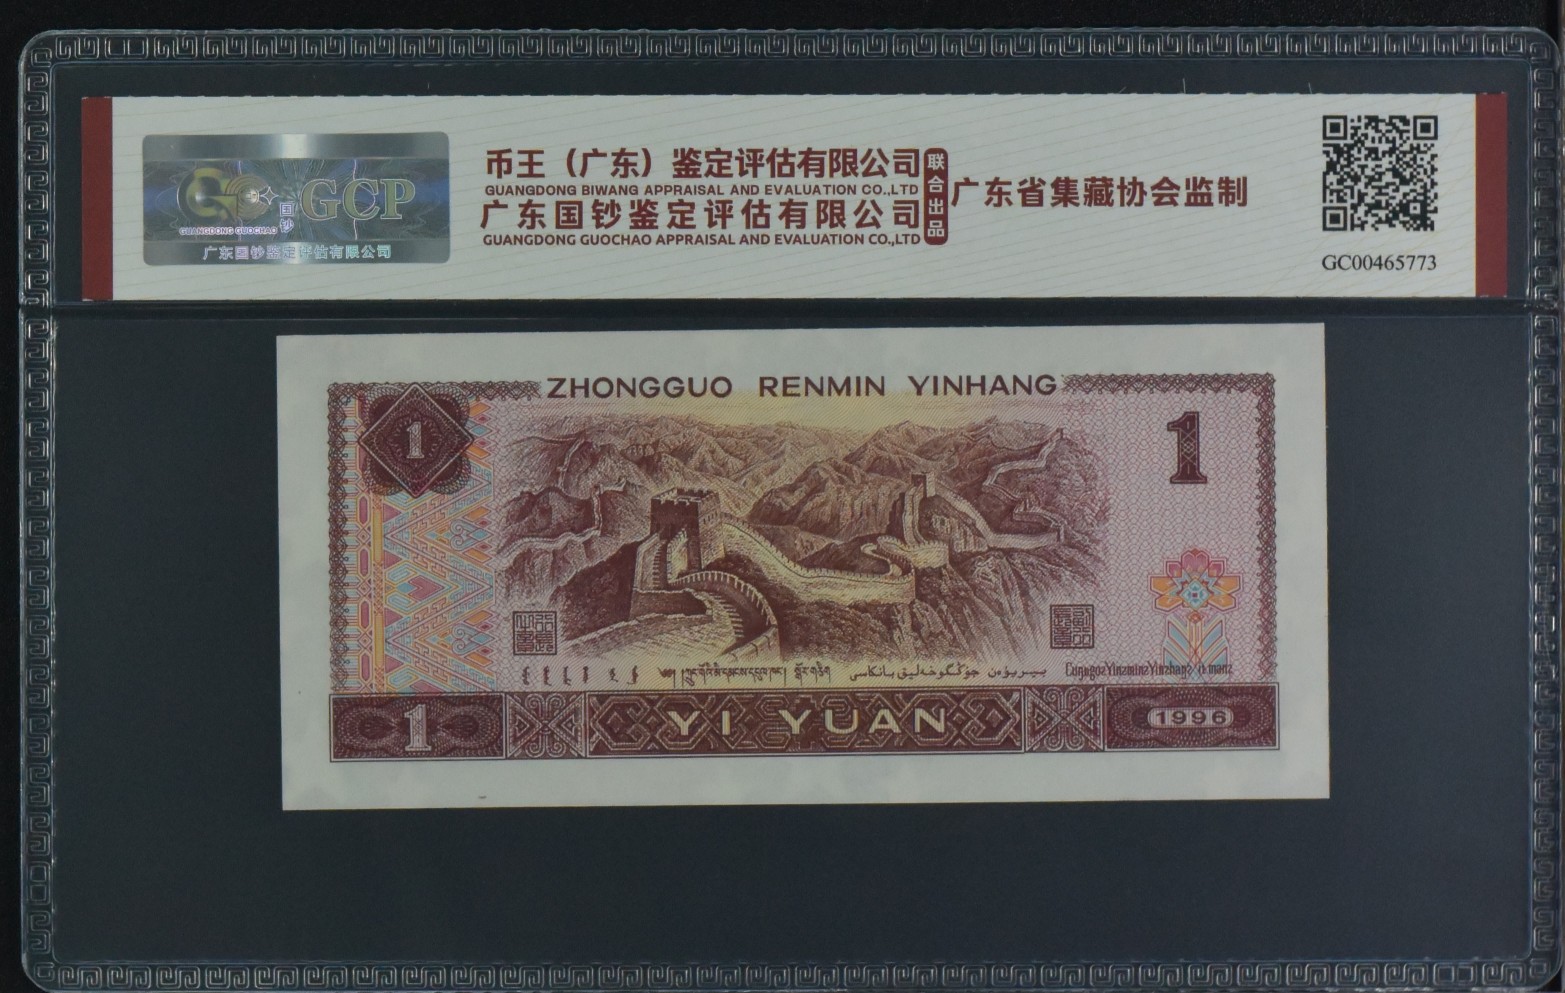 币王（广东）鉴定评估有限公司
GUANGDONG BIWANG APPRAISAL AND EVALUATION CO.,LTD
广东国钞鉴定评估有限公司
GUANGDONG GUOCHAO APPRAISAL AND EVALUATION CO.,LTD
联合出品
广东省集藏协会监制
GCP
国钞
GUANGDONG GUOCHAO
广东国钞鉴定评估有限公司
GC00465773
ZHONGGUO RENMIN YINHANG
1
1
جۇڭگو خەلق بانكىسى
1
YI YUAN
1996